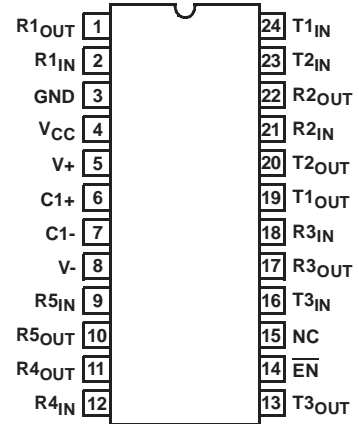 R1OUT 1 24 T1IN
R1IN 2 23 T2IN
GND 3 22 R2OUT
VCC 4 21 R2IN
V+ 5 20 T2OUT
C1+ 6 19 T1OUT
C1- 7 18 R3IN
V- 8 17 R3OUT
R5IN 9 16 T3IN
R5OUT 10 15 NC
R4OUT 11 14 E̅N̅
R4IN 12 13 T3OUT